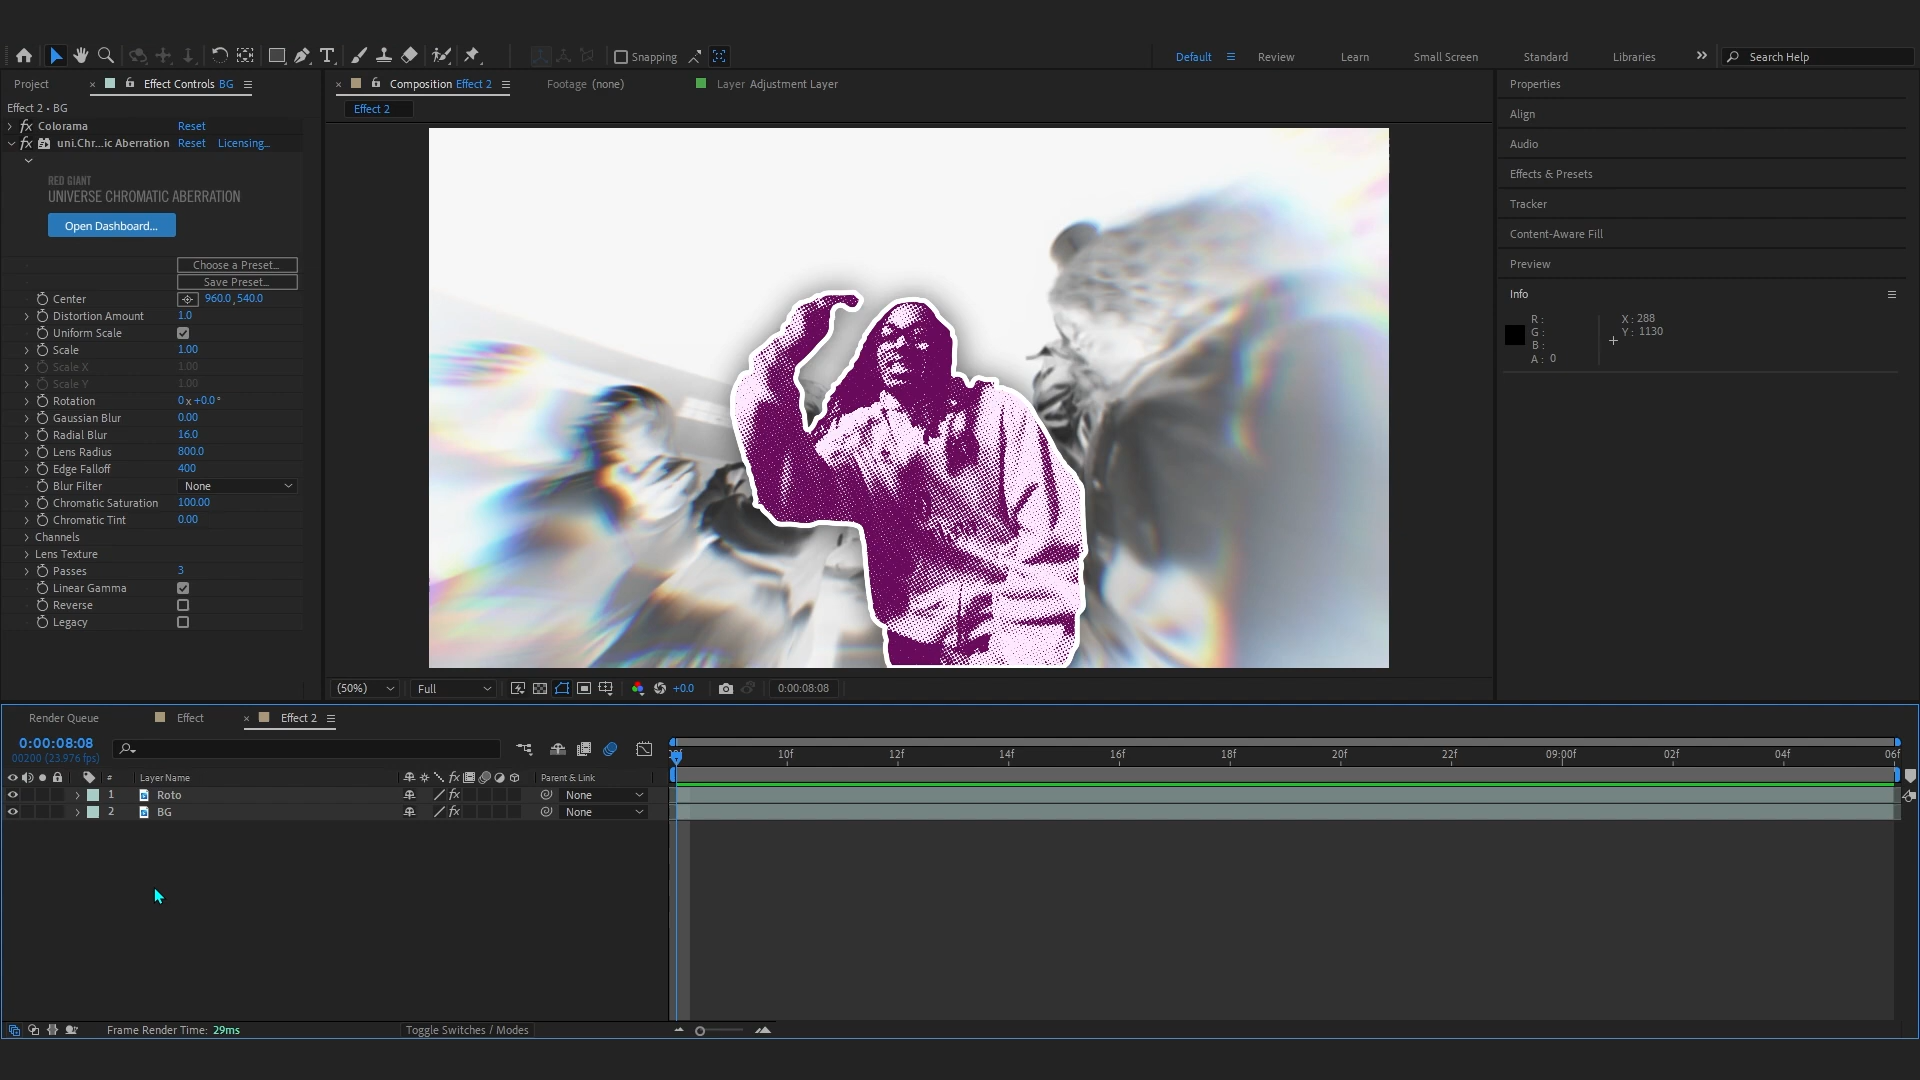 Snapping
Default
Review
Learn
Small Screen
Standard
Libraries
Search Help
Project
Effect Controls BG
Composition Effect 2
Footage (none)
Layer Adjustment Layer
Effect 2 • BG
Effect 2
Colorama Reset
uni.Chr...ic Aberration Reset Licensing...
RED GIANT
UNIVERSE CHROMATIC ABERRATION
Open Dashboard...
Choose a Preset...
Save Preset...
Center 960.0, 540.0
Distortion Amount 1.0
Uniform Scale
Scale 1.00
Scale X 1.00
Scale Y 1.00
Rotation 0x+0.0°
Gaussian Blur 0.00
Radial Blur 16.0
Lens Radius 800.0
Edge Falloff 400
Blur Filter None
Chromatic Saturation 100.00
Chromatic Tint 0.00
Channels
Lens Texture
Passes 3
Linear Gamma
Reverse
Legacy
Properties
Align
Audio
Effects & Presets
Tracker
Content-Aware Fill
Preview
Info
R :
G :
B :
A : 0
X : 288
Y : 1130
(50%)
Full
+0.0
0:00:08:08
Render Queue
Effect
Effect 2
0:00:08:08
00200 (23.976 fps)
10f
12f
14f
16f
18f
20f
22f
09:00f
02f
04f
06f
# Layer Name
Parent & Link
1 Roto None
2 BG None
Frame Render Time: 29ms
Toggle Switches / Modes